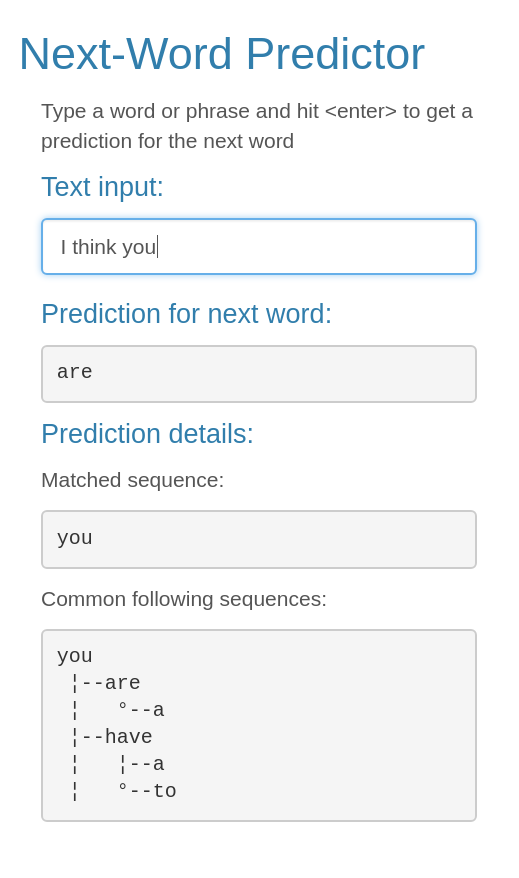 Next-Word Predictor
Type a word or phrase and hit <enter> to get a
prediction for the next word
Text input:
I think you
Prediction for next word:
are
Prediction details:
Matched sequence:
you
Common following sequences:
you
 ¦--are
 ¦   °--a
 ¦--have
 ¦   ¦--a
 ¦   °--to